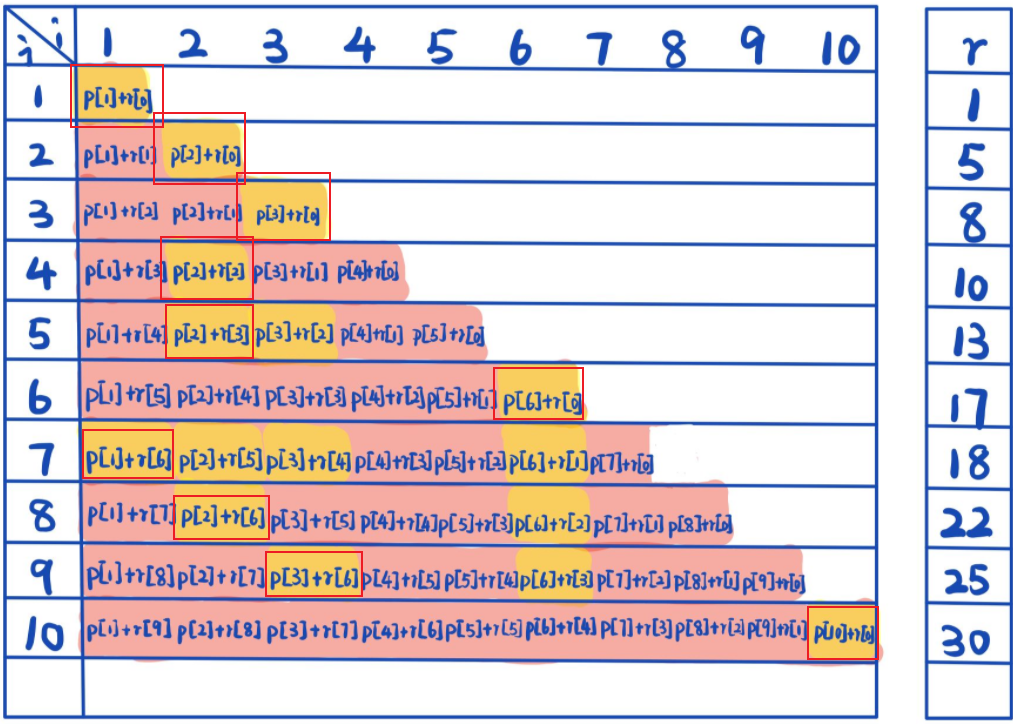 j i 1 2 3 4 5 6 7 8 9 10 r
1 p[1]+r[0] 1
2 p[1]+r[1] p[2]+r[0] 5
3 p[1]+r[2] p[2]+r[1] p[3]+r[0] 8
4 p[1]+r[3] p[2]+r[2] p[3]+r[1] p[4]+r[0] 10
5 p[1]+r[4] p[2]+r[3] p[3]+r[2] p[4]+r[1] p[5]+r[0] 13
6 p[1]+r[5] p[2]+r[4] p[3]+r[3] p[4]+r[2] p[5]+r[1] p[6]+r[0] 17
7 p[1]+r[6] p[2]+r[5] p[3]+r[4] p[4]+r[3] p[5]+r[2] p[6]+r[1] p[7]+r[0] 18
8 p[1]+r[7] p[2]+r[6] p[3]+r[5] p[4]+r[4] p[5]+r[3] p[6]+r[2] p[7]+r[1] p[8]+r[0] 22
9 p[1]+r[8] p[2]+r[7] p[3]+r[6] p[4]+r[5] p[5]+r[4] p[6]+r[3] p[7]+r[2] p[8]+r[1] p[9]+r[0] 25
10 p[1]+r[9] p[2]+r[8] p[3]+r[7] p[4]+r[6] p[5]+r[5] p[6]+r[4] p[7]+r[3] p[8]+r[2] p[9]+r[1] p[10]+r[0] 30